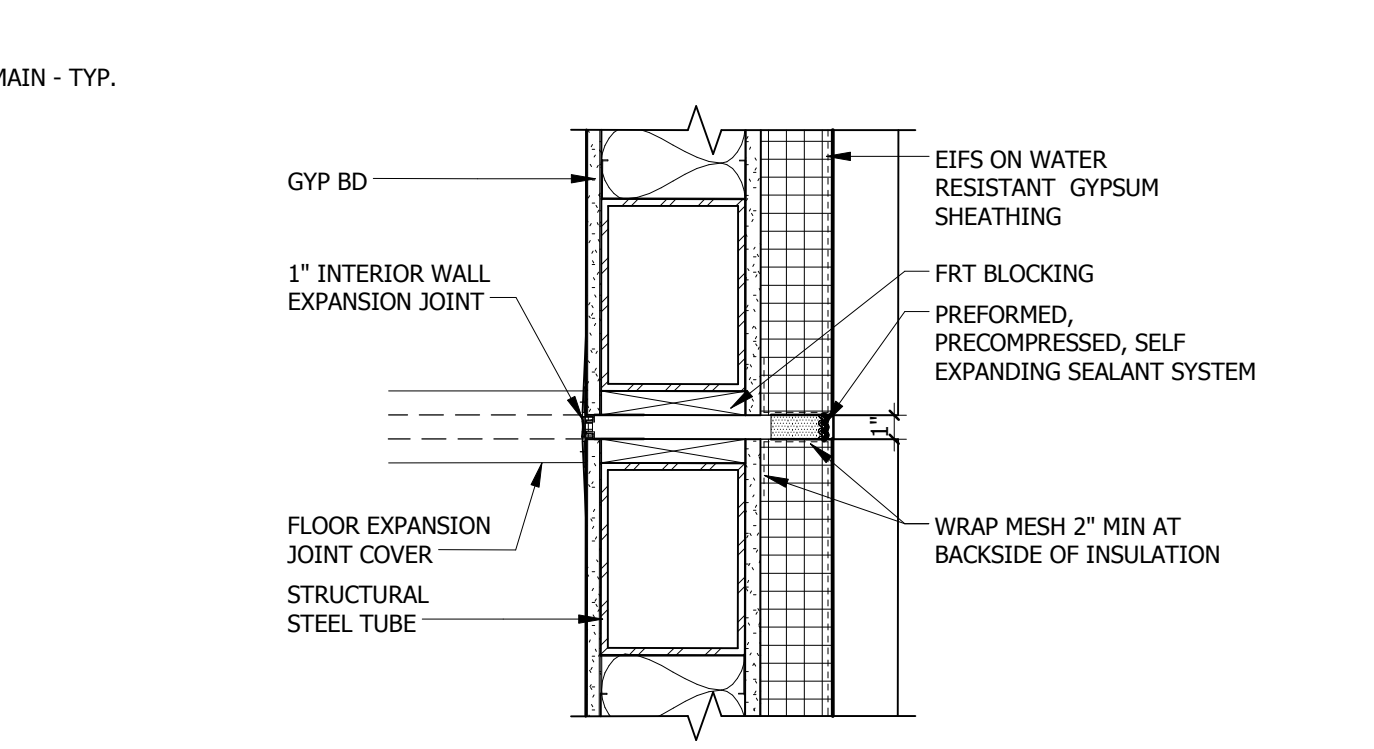 MAIN - TYP.
GYP BD
1" INTERIOR WALL
EXPANSION JOINT
FLOOR EXPANSION
JOINT COVER
STRUCTURAL
STEEL TUBE
EIFS ON WATER
RESISTANT GYPSUM
SHEATHING
FRT BLOCKING
PREFORMED,
PRECOMPRESSED, SELF
EXPANDING SEALANT SYSTEM
1"
WRAP MESH 2" MIN AT
BACKSIDE OF INSULATION